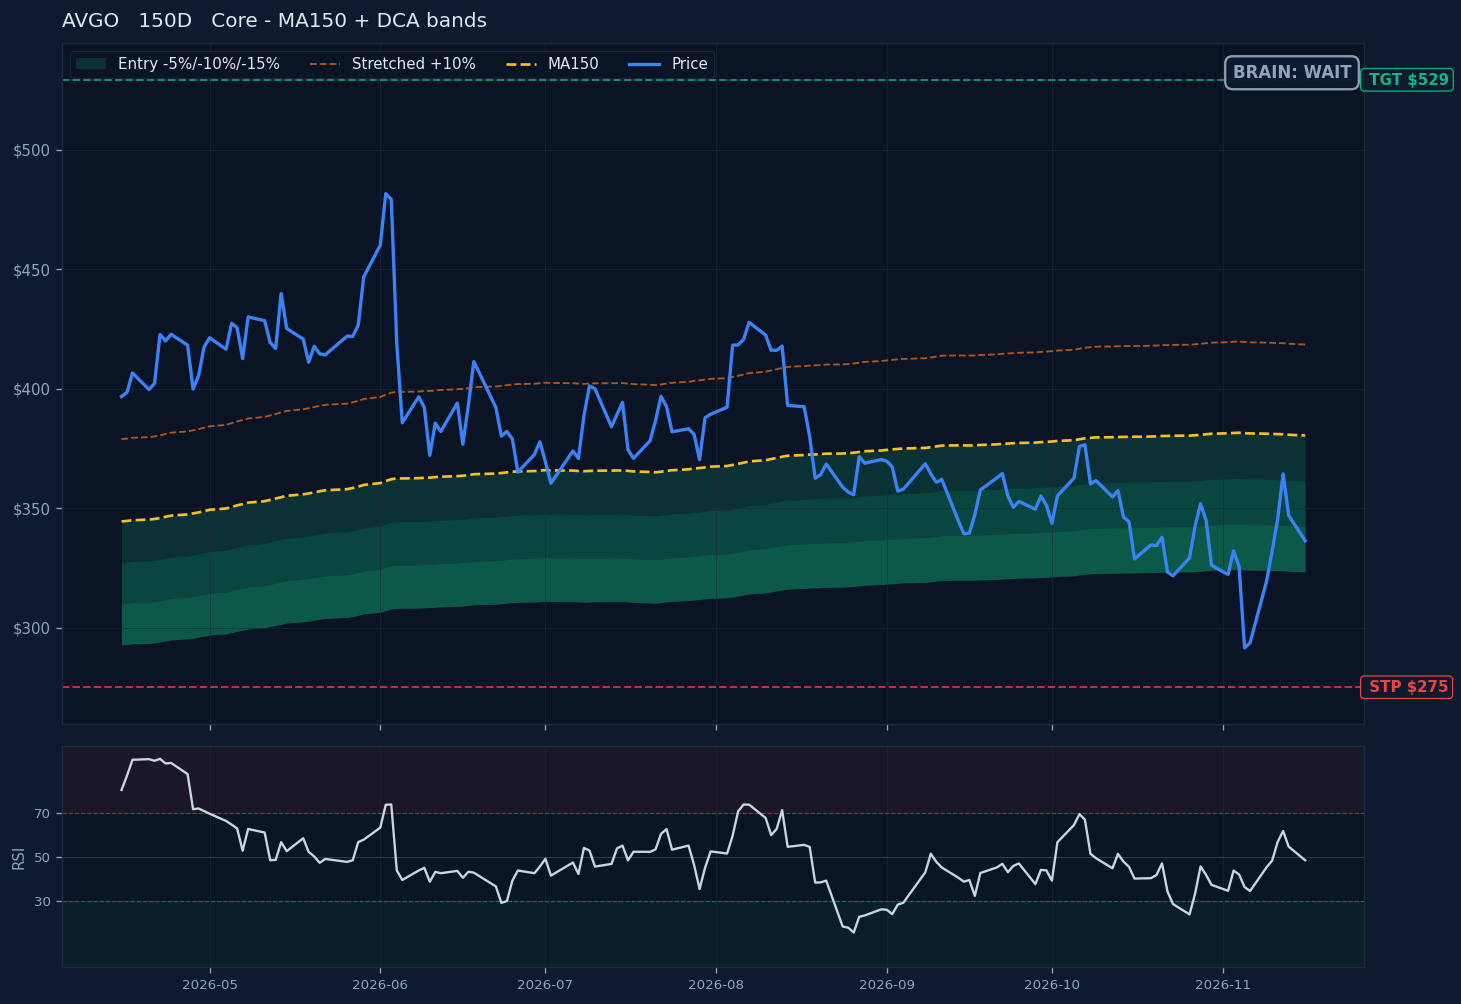 AVGO 150D Core - MA150 + DCA bands
Entry -5%/-10%/-15% Stretched +10% MA150 Price
BRAIN: WAIT
TGT $529
$500
$450
$400
$350
$300
STP $275
70
50
30
RSI
2026-05 2026-06 2026-07 2026-08 2026-09 2026-10 2026-11